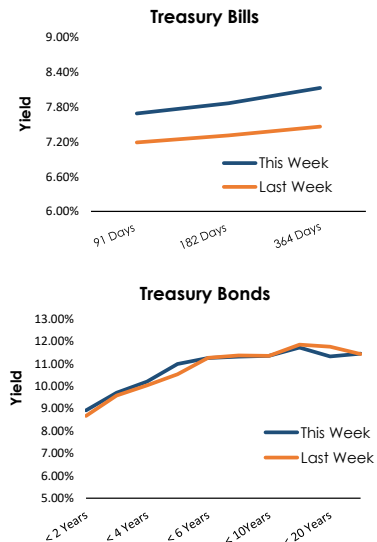 Treasury Bills
9.00%
8.40%
7.80%
7.20%
6.60%
6.00%
Yield
This Week
Last Week
91 Days
182 Days
364 Days
Treasury Bonds
13.00%
12.00%
11.00%
10.00%
9.00%
8.00%
7.00%
6.00%
5.00%
Yield
This Week
Last Week
< 2 Years
< 4 Years
< 6 Years
< 10Years
< 20 Years